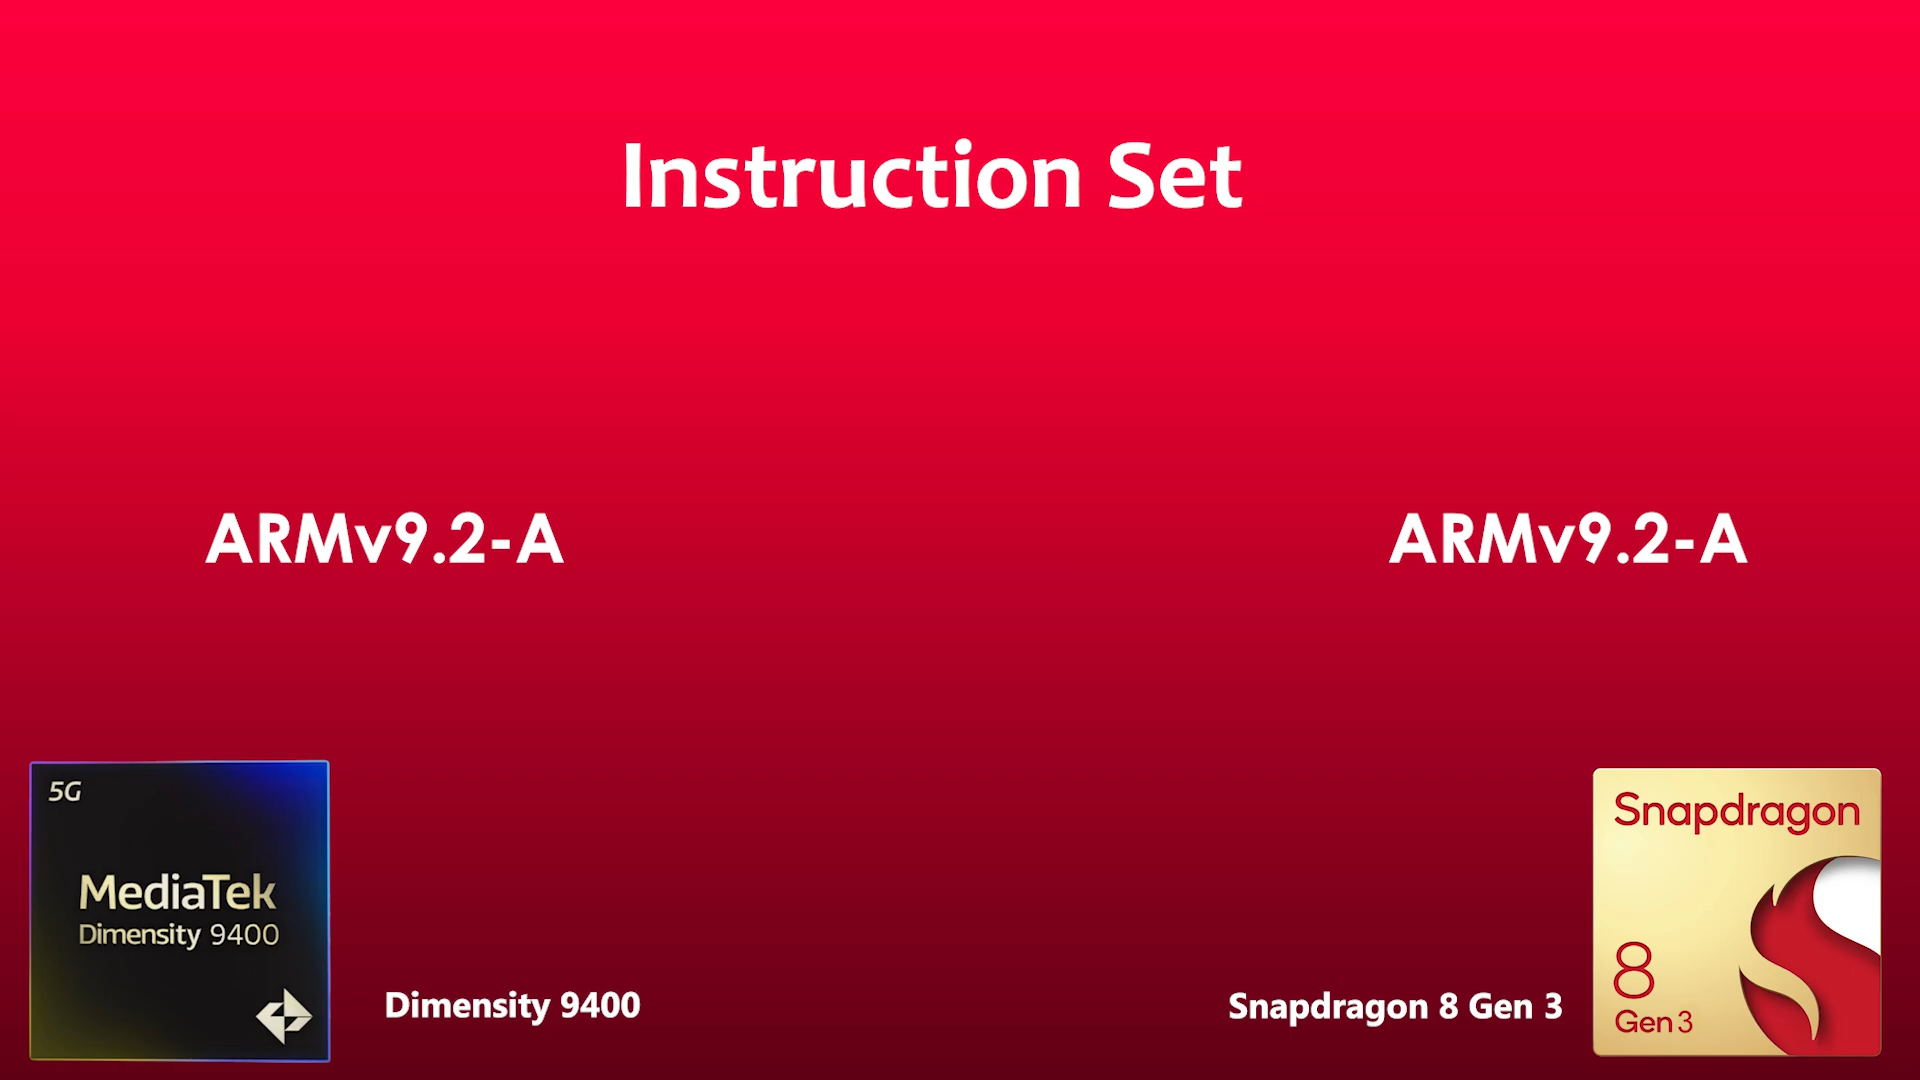 Instruction Set
ARMv9.2-A
ARMv9.2-A
5G
MediaTek
Dimensity 9400
Dimensity 9400
Snapdragon 8 Gen 3
Snapdragon
8
Gen 3